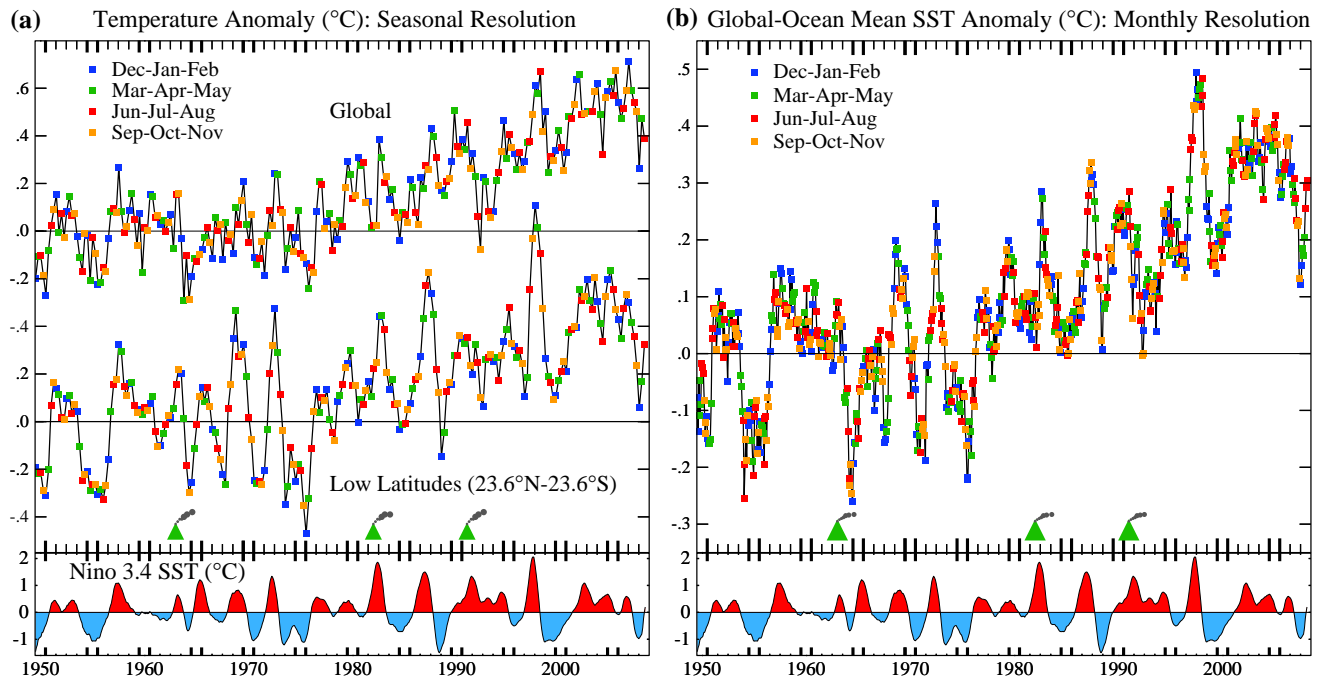 (a) Temperature Anomaly (°C): Seasonal Resolution
Dec-Jan-Feb
Mar-Apr-May
Jun-Jul-Aug
Sep-Oct-Nov
Global
.6
.4
.2
.0
-.2
-.4
.0
-.2
-.4
Low Latitudes (23.6°N-23.6°S)
Nino 3.4 SST (°C)
2
1
0
-1
1950 1960 1970 1980 1990 2000
(b) Global-Ocean Mean SST Anomaly (°C): Monthly Resolution
Dec-Jan-Feb
Mar-Apr-May
Jun-Jul-Aug
Sep-Oct-Nov
.5
.4
.3
.2
.1
.0
-.1
-.2
-.3
2
1
0
-1
1950 1960 1970 1980 1990 2000